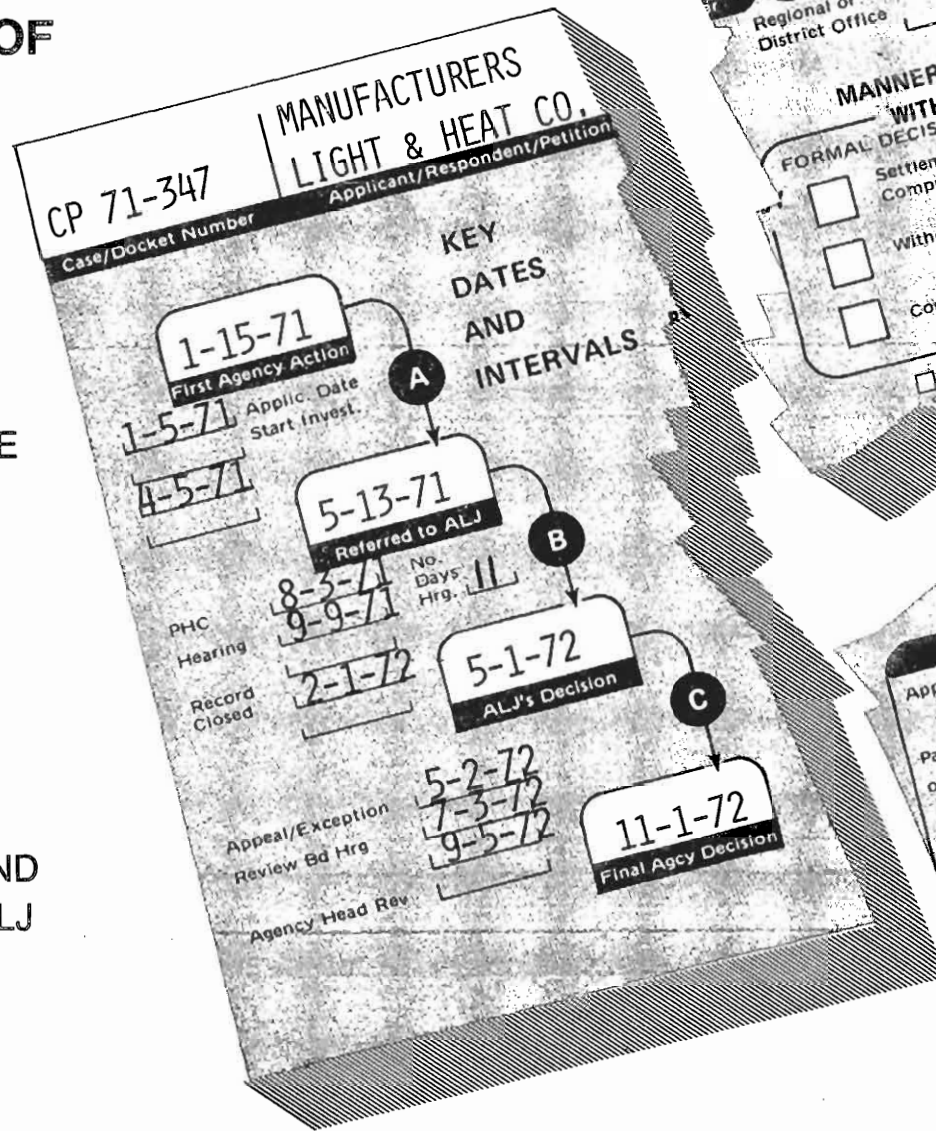 OF
MANUFACTURERS
LIGHT & HEAT CO.
CP 71-347
Case/Docket Number
Applicant/Respondent/Petition
KEY
DATES
AND
INTERVALS
1-15-71
First Agency Action
A
1-5-71
Applic. Date
Start Invest.
4-5-71
E
5-13-71
Referred to ALJ
B
PHC
8-3-71
No.
Days
Hrg.
11
Hearing
9-9-71
Record
Closed
2-1-72
5-1-72
ALJ's Decision
C
Appeal/Exception
5-2-72
Review Bd Hrg
7-3-72
9-5-72
Agency Head Rev
11-1-72
Final Agcy Decision
ND
LJ
Regional or
District Office
MANNER
WITH
FORMAL DECIS
Settlem
Comp
With
Co
App
Pa
o